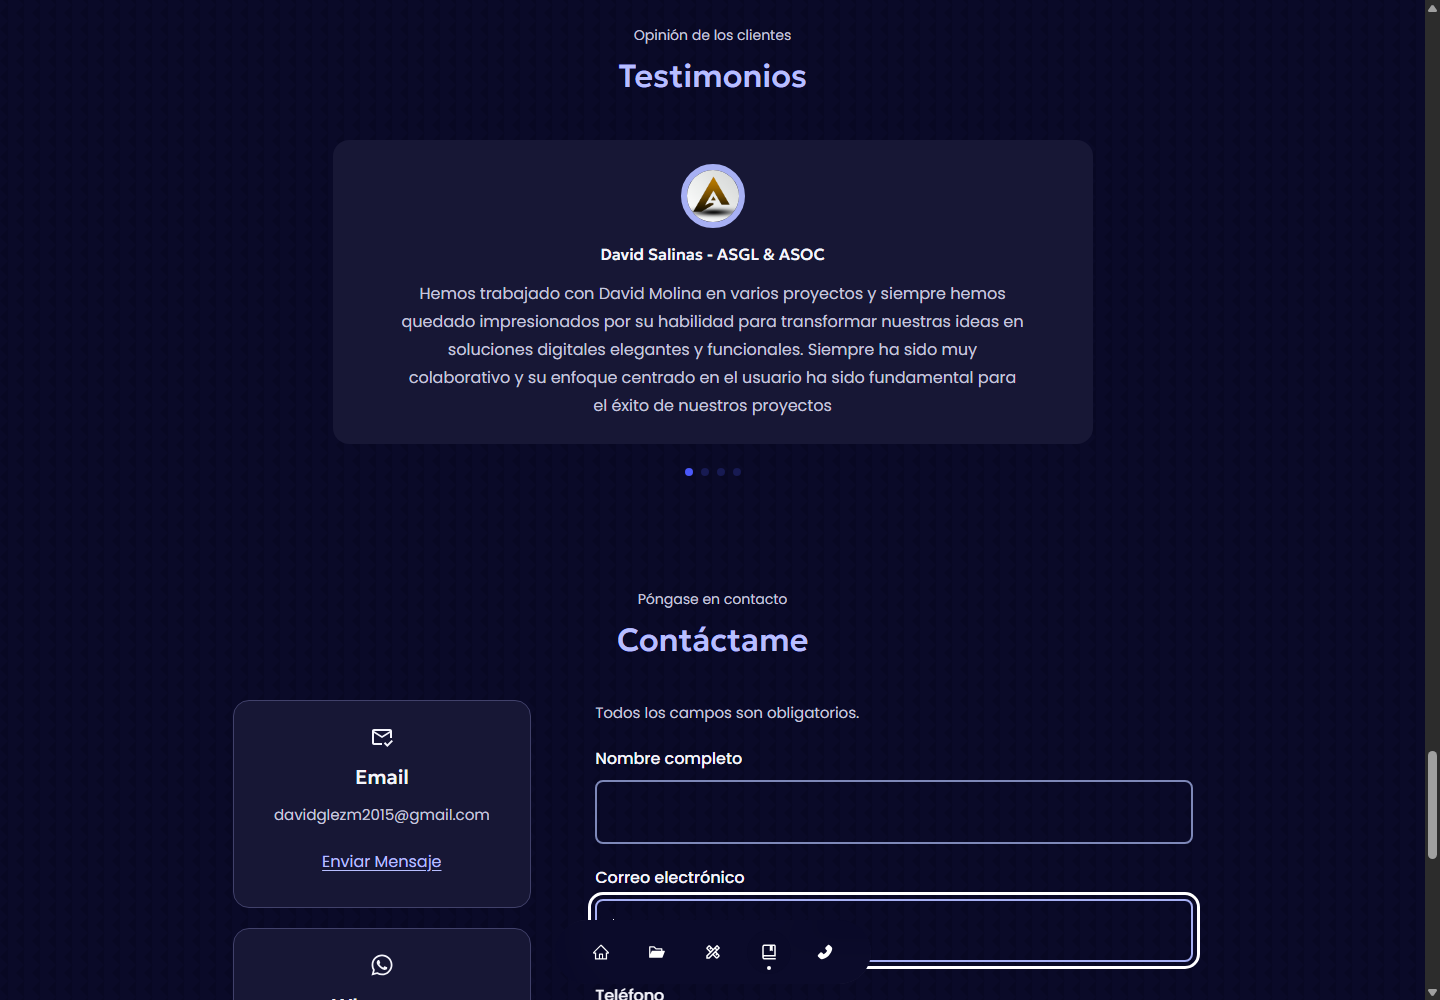 Opinión de los clientes
Testimonios
David Salinas - ASGL & ASOC
Hemos trabajado con David Molina en varios proyectos y siempre hemos
quedado impresionados por su habilidad para transformar nuestras ideas en
soluciones digitales elegantes y funcionales. Siempre ha sido muy
colaborativo y su enfoque centrado en el usuario ha sido fundamental para
el éxito de nuestros proyectos
Póngase en contacto
Contáctame
Email
davidglezm2015@gmail.com
Enviar Mensaje
Todos los campos son obligatorios.
Nombre completo
Correo electrónico
Teléfono